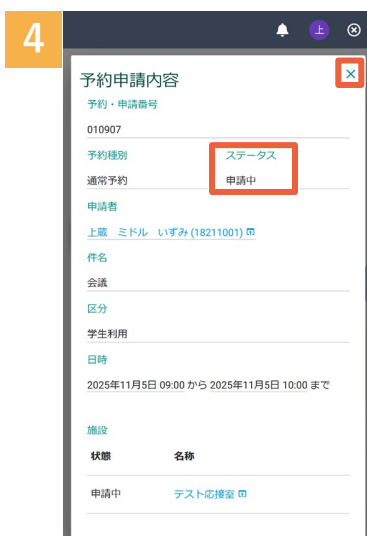 4
上
予約申請内容
予約・申請番号
010907
予約種別 ステータス
通常予約 申請中
申請者
上蔵 ミドル いずみ (18211001)
件名
会議
区分
学生利用
日時
2025年11月5日 09:00 から 2025年11月5日 10:00 まで
施設
状態 名称
申請中 テスト応接室